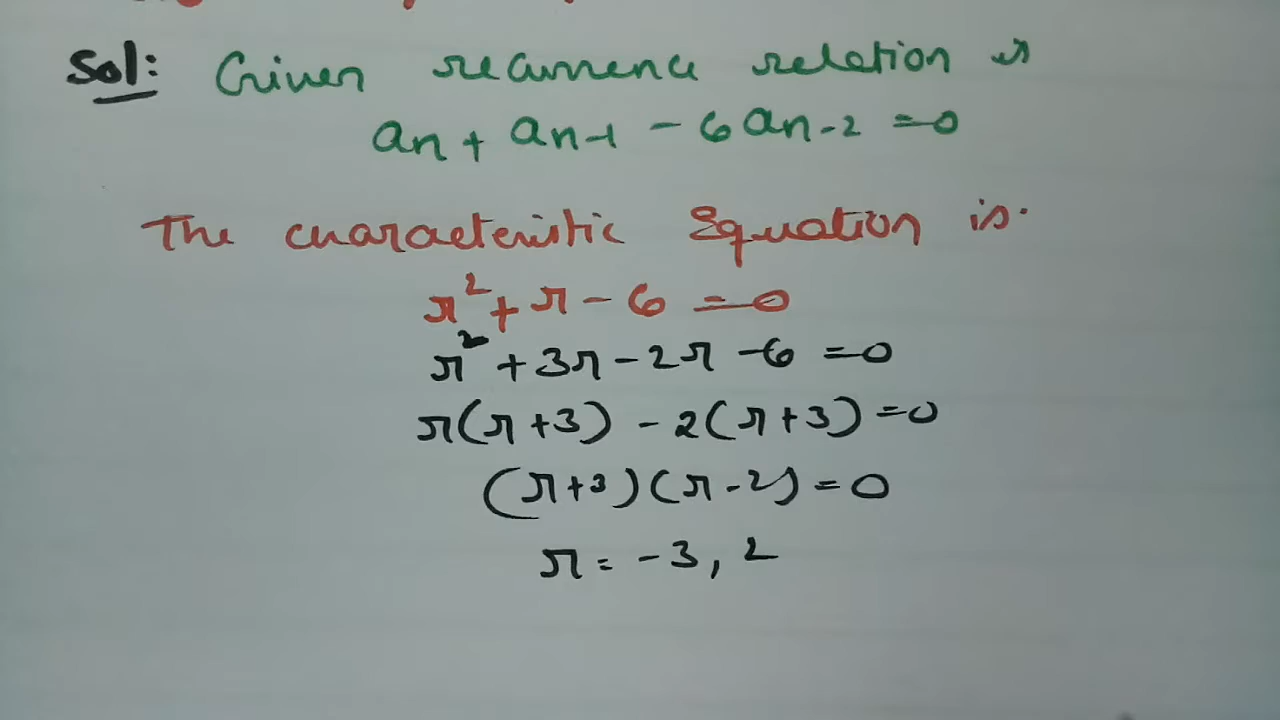 Sol: Given recurrence relation is
an + an-1 - 6an-2 = 0
The characteristic Equation is.
r² + r - 6 = 0
r² + 3r - 2r - 6 = 0
r(r+3) - 2(r+3) = 0
(r+3)(r-2) = 0
r = -3, 2